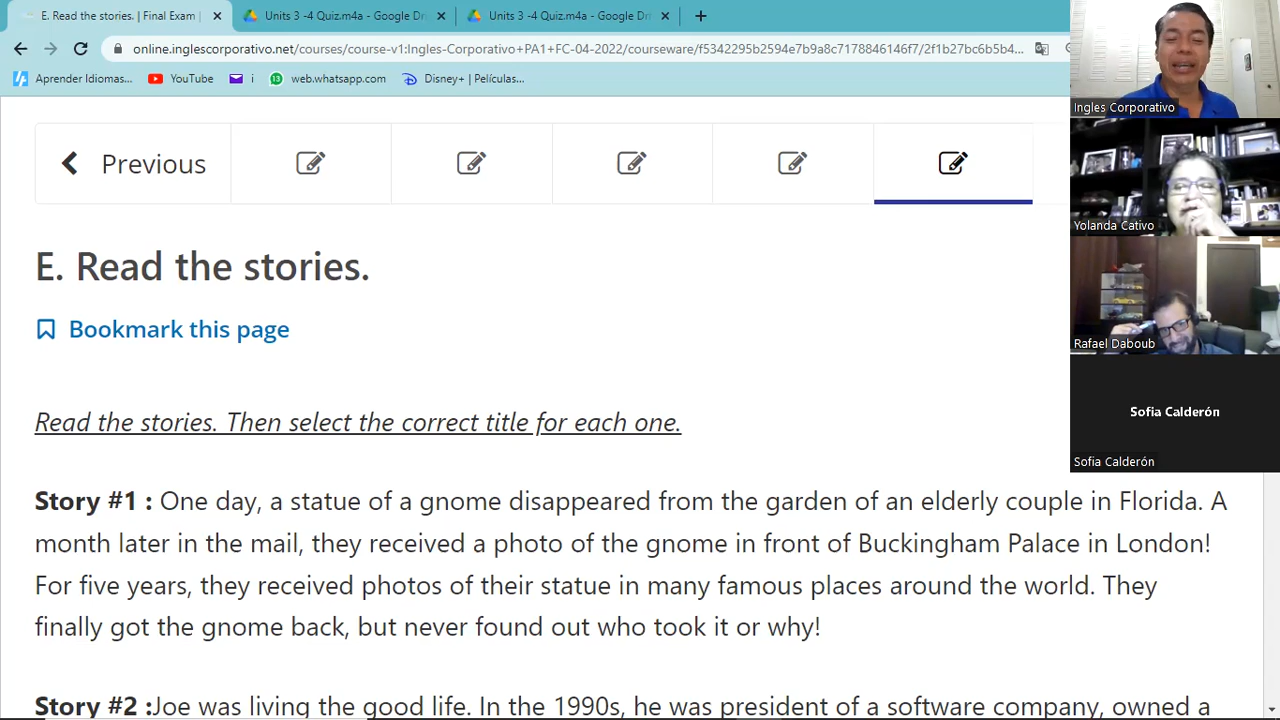 E. Read the stories. | Final Exam
Units 3 -4 Quiz.m4a - Google Dri
Units 3 -4 Quiz.m4a - Google Dri
online.inglescorporativo.net/courses/course-v1:Ingles-Corporativo+PA1+FC-04-2022/courseware/f5342295b2594e7b9a8c7178846146f7/2f1b27bc6b5b4...
Aprender Idiomas...
YouTube
i
web.whatsapp.com
Disney+ | Películas...
Previous
E. Read the stories.
Bookmark this page
Read the stories. Then select the correct title for each one.
Story #1 : One day, a statue of a gnome disappeared from the garden of an elderly couple in Florida. A
month later in the mail, they received a photo of the gnome in front of Buckingham Palace in London!
For five years, they received photos of their statue in many famous places around the world. They
finally got the gnome back, but never found out who took it or why!
Story #2 :Joe was living the good life. In the 1990s, he was president of a software company, owned a
Ingles Corporativo
Yolanda Cativo
Rafael Daboub
Sofia Calderón
Sofia Calderón